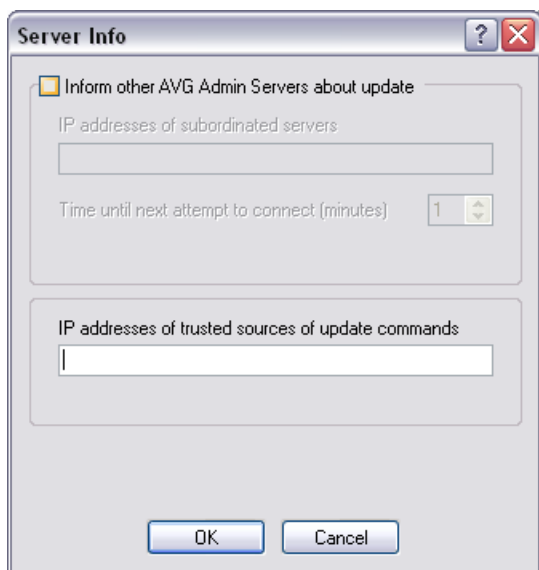 Server Info
?
Inform other AVG Admin Servers about update
IP addresses of subordinated servers
Time until next attempt to connect (minutes) 1
IP addresses of trusted sources of update commands
OK Cancel